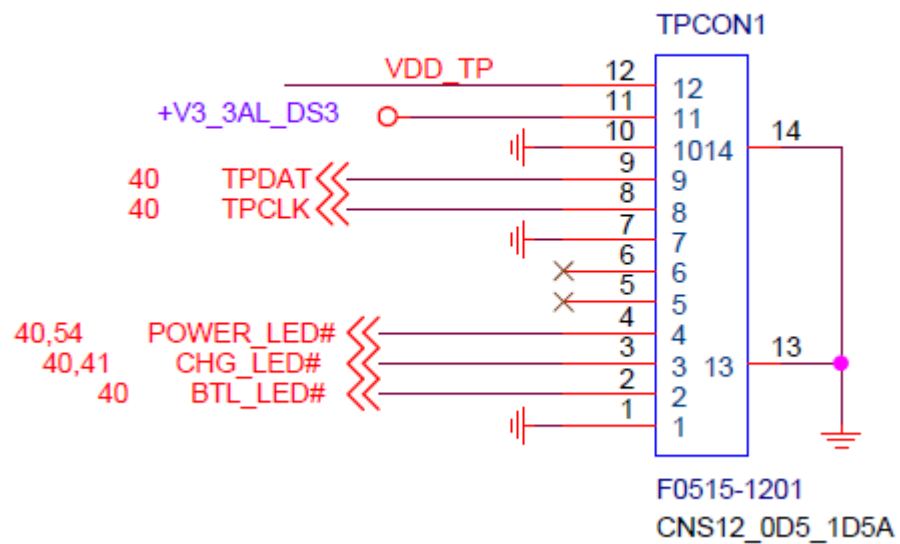 TPCON1
VDD_TP 12 12
+V3_3AL_DS3 11 11
10 10 14 14
40 TPDAT 9 9
40 TPCLK 8 8
7 7
6 6
5 5
40,54 POWER_LED# 4 4
40,41 CHG_LED# 3 3 13 13
40 BTL_LED# 2 2
1 1
F0515-1201
CNS12_0D5_1D5A